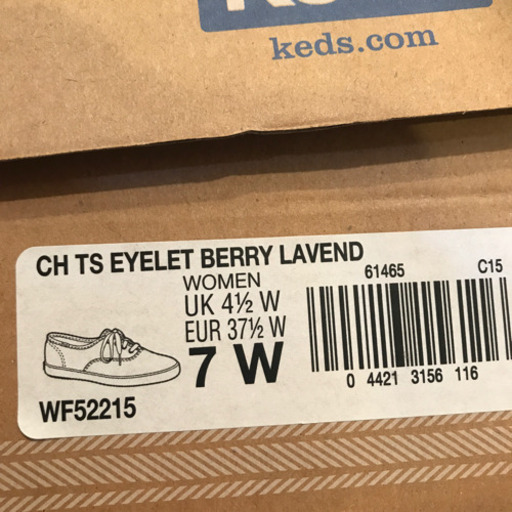 keds.com
CH TS EYELET BERRY LAVEND
WOMEN
UK 4½ W
EUR 37½ W
7 W
WF52215
61465
C15
0 4421 3156 116